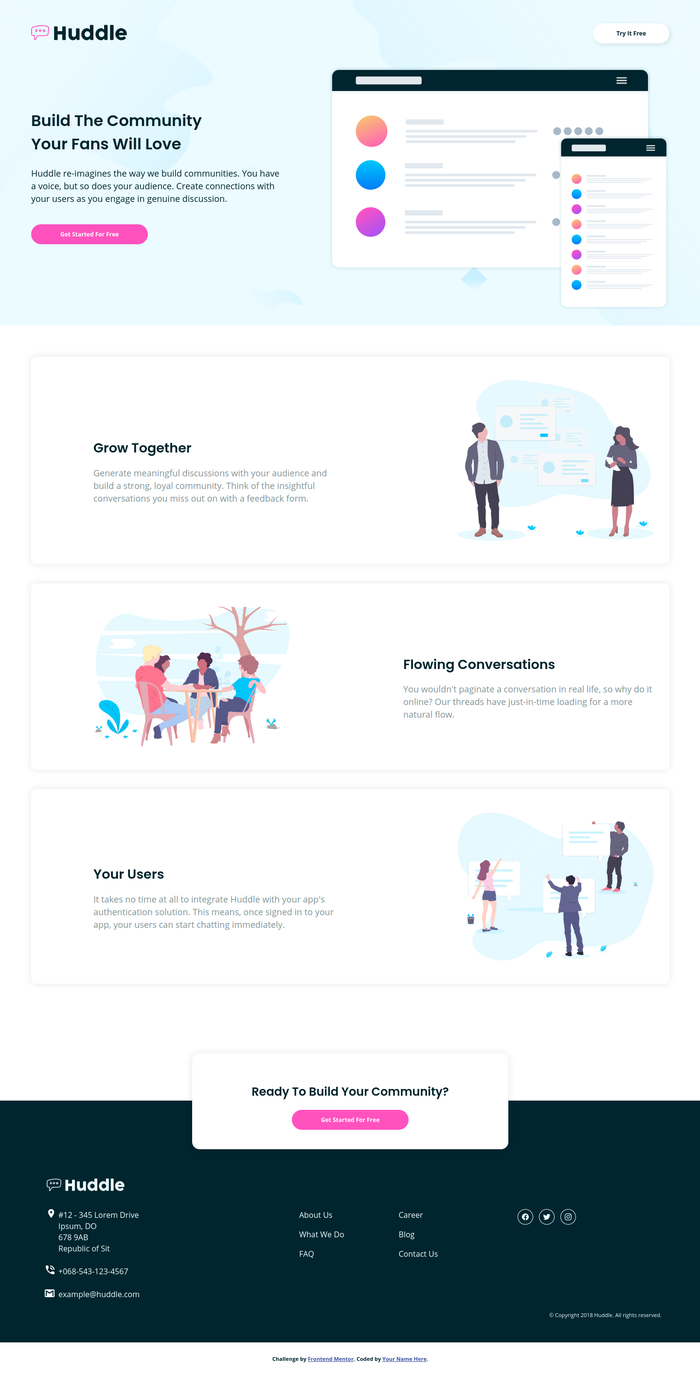 Huddle
Try It Free
Build The Community
Your Fans Will Love
Huddle re-imagines the way we build communities. You have
a voice, but so does your audience. Create connections with
your users as you engage in genuine discussion.
Get Started For Free
Grow Together
Generate meaningful discussions with your audience and
build a strong, loyal community. Think of the insightful
conversations you miss out on with a feedback form.
Flowing Conversations
You wouldn't paginate a conversation in real life, so why do it
online? Our threads have just-in-time loading for a more
natural flow.
Your Users
It takes no time at all to integrate Huddle with your app's
authentication solution. This means, once signed in to your
app, your users can start chatting immediately.
Ready To Build Your Community?
Get Started For Free
Huddle
#12 - 345 Lorem Drive
Ipsum, DO
678 9AB
Republic of Sit
+068-543-123-4567
example@huddle.com
About Us
What We Do
FAQ
Career
Blog
Contact Us
© Copyright 2018 Huddle. All rights reserved.
Challenge by Frontend Mentor. Coded by Your Name Here.